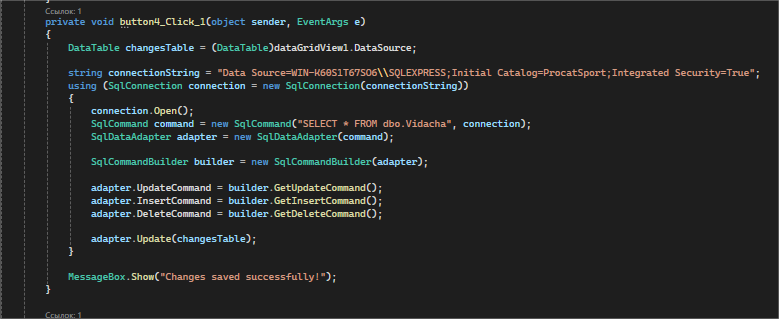 }
Ссылок: 1
private void button4_Click_1(object sender, EventArgs e)
{
DataTable changesTable = (DataTable)dataGridView1.DataSource;
string connectionString = "Data Source=WIN-K60S1T67SO6\\SQLEXPRESS;Initial Catalog=ProcatSport;Integrated Security=True";
using (SqlConnection connection = new SqlConnection(connectionString))
{
connection.Open();
SqlCommand command = new SqlCommand("SELECT * FROM dbo.Vidacha", connection);
SqlDataAdapter adapter = new SqlDataAdapter(command);
SqlCommandBuilder builder = new SqlCommandBuilder(adapter);
adapter.UpdateCommand = builder.GetUpdateCommand();
adapter.InsertCommand = builder.GetInsertCommand();
adapter.DeleteCommand = builder.GetDeleteCommand();
adapter.Update(changesTable);
}
MessageBox.Show("Changes saved successfully!");
}
Ссылок: 1